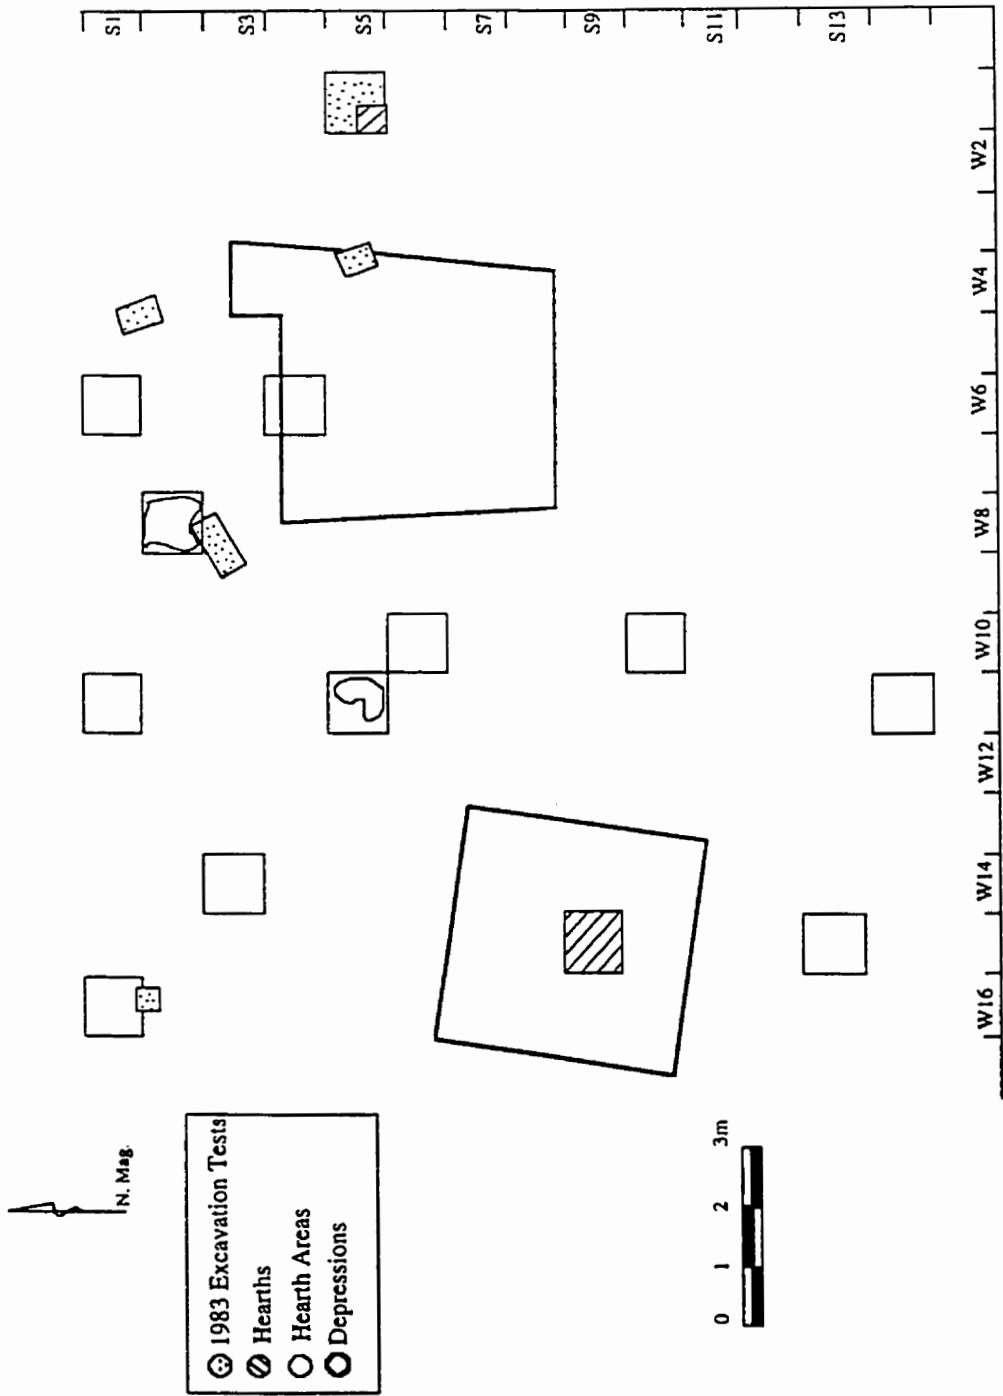 S1
S3
S5
S7
S9
S11
S13
W2
W4
W6
W8
W10
W12
W14
W16
N. Mag.
1983 Excavation Tests
Hearths
Hearth Areas
Depressions
0 1 2 3m